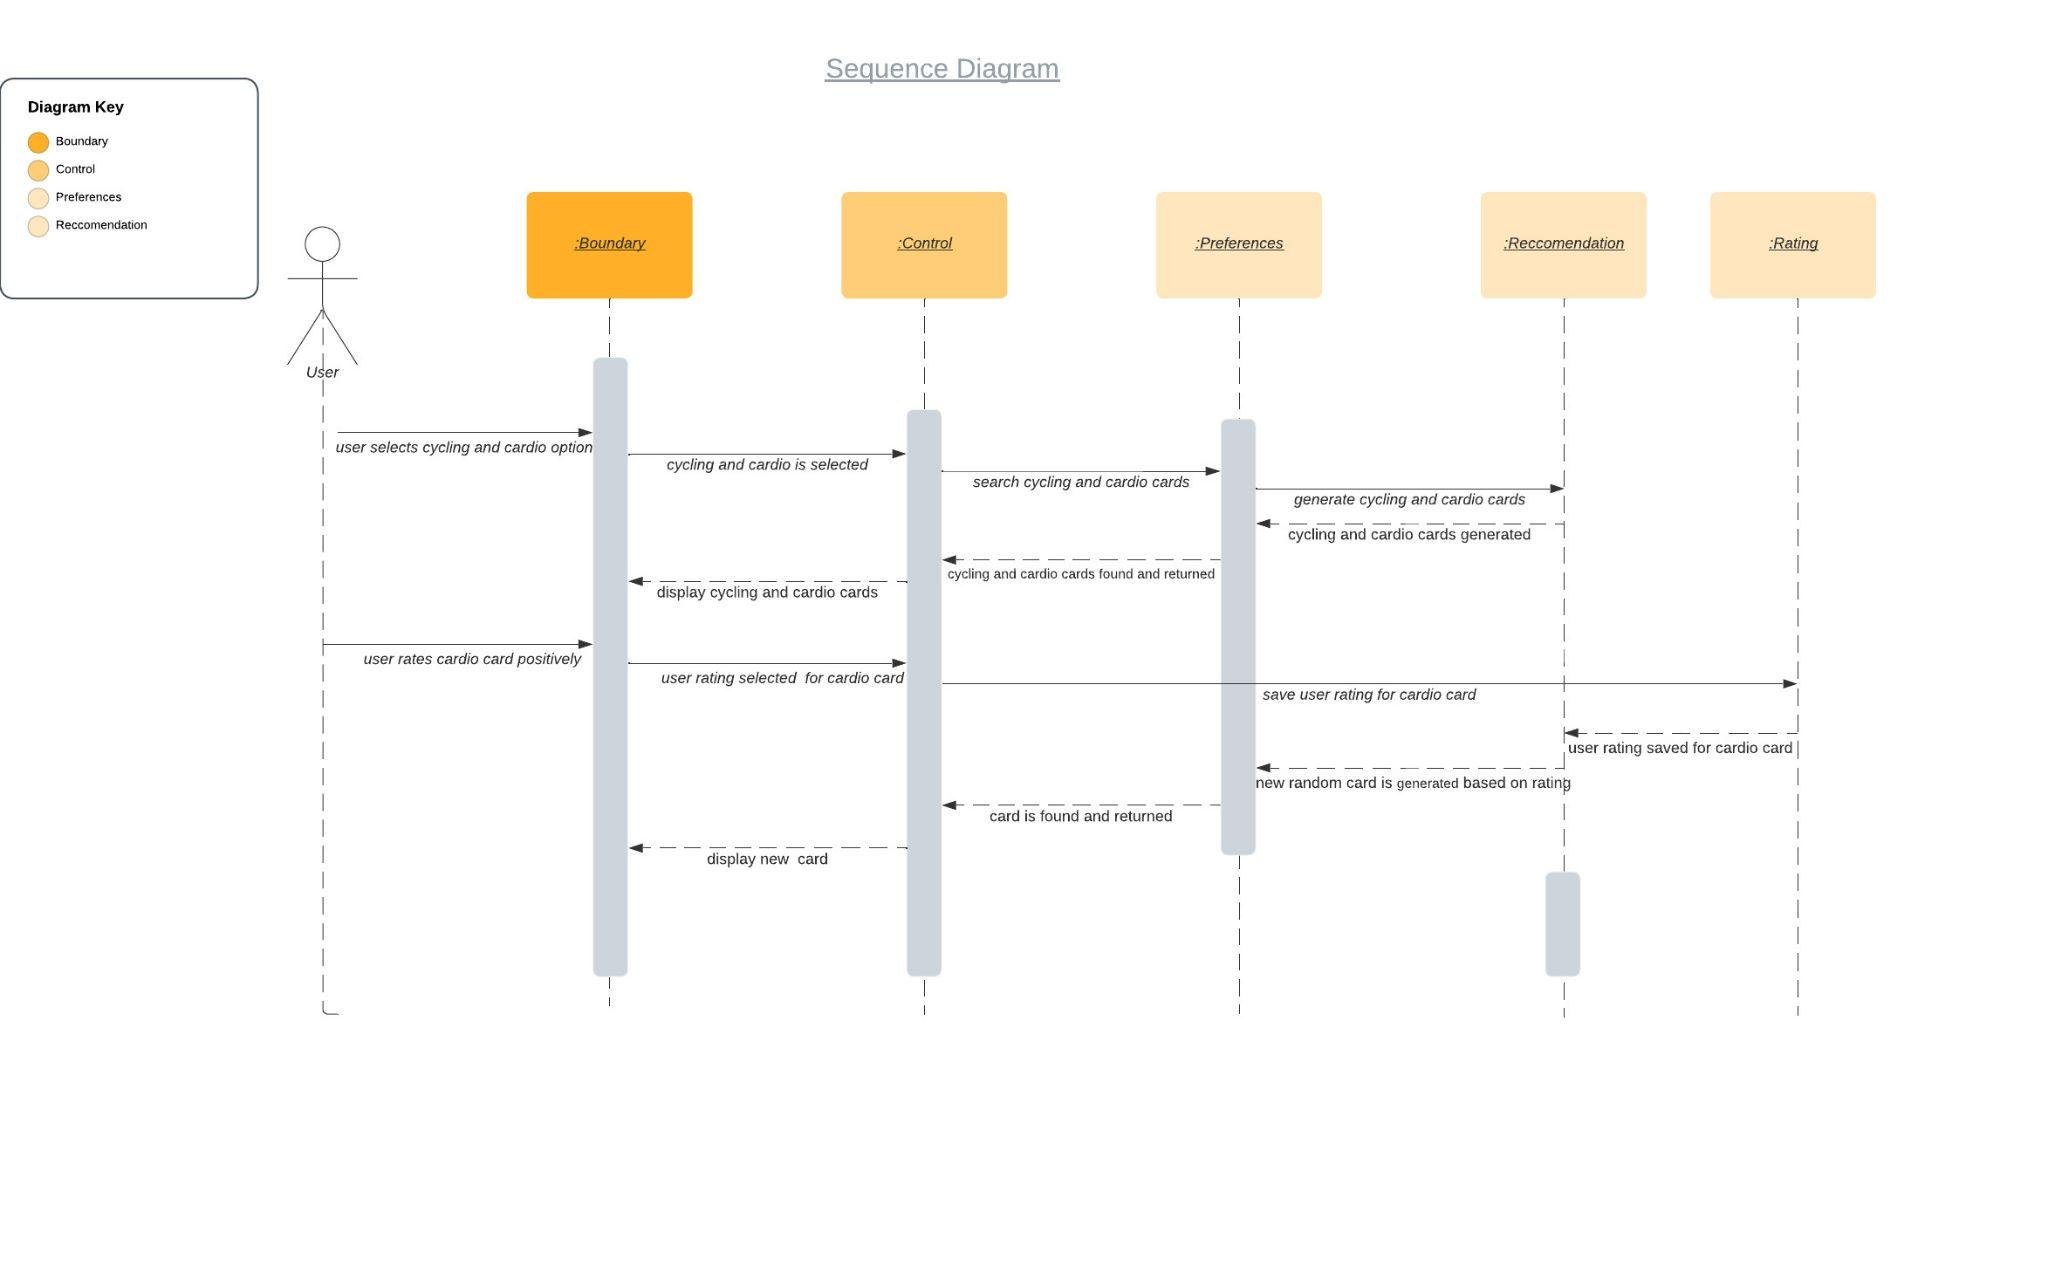 Sequence Diagram
Diagram Key
Boundary
Control
Preferences
Reccomendation
User
:Boundary
:Control
:Preferences
:Reccomendation
:Rating
user selects cycling and cardio option
cycling and cardio is selected
search cycling and cardio cards
generate cycling and cardio cards
cycling and cardio cards generated
cycling and cardio cards found and returned
display cycling and cardio cards
user rates cardio card positively
user rating selected  for cardio card
save user rating for cardio card
user rating saved for cardio card
new random card is generated based on rating
card is found and returned
display new  card